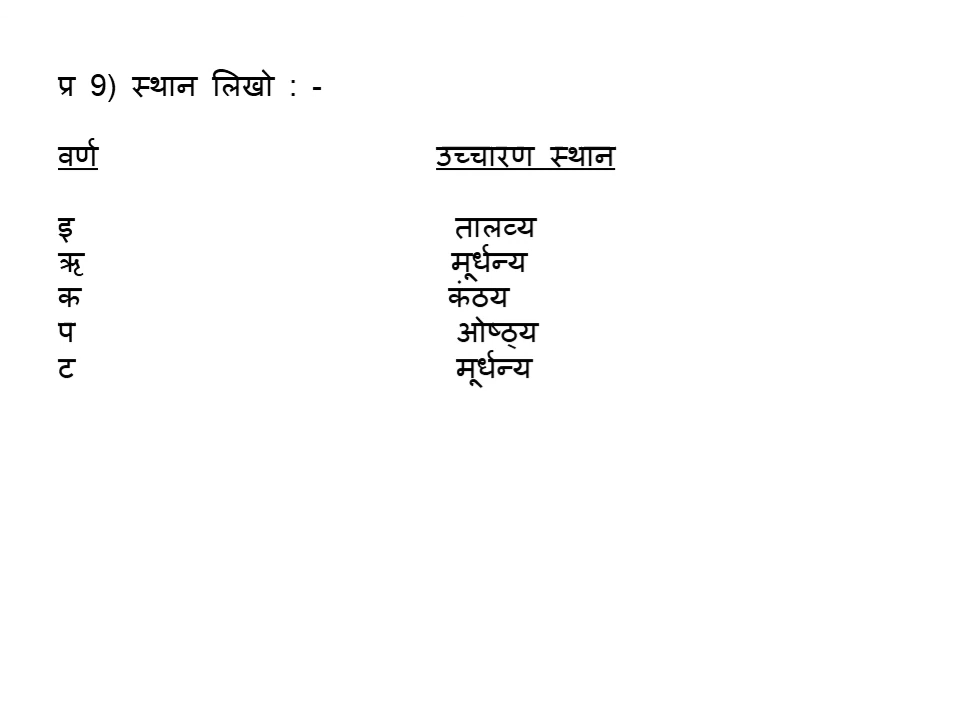 प्र 9) स्थान लिखो : -
वर्ण उच्चारण स्थान
इ तालव्य
ऋ मूर्धन्य
क कंठय
प ओष्ठ्य
ट मूर्धन्य